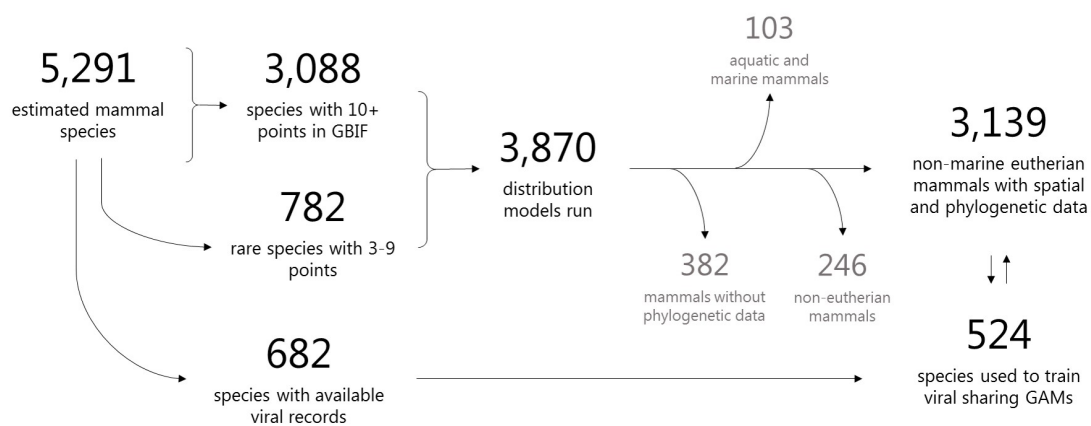 5,291
estimated mammal
species
3,088
species with 10+
points in GBIF
782
rare species with 3-9
points
682
species with available
viral records
3,870
distribution
models run
103
aquatic and
marine mammals
382
mammals without
phylogenetic data
246
non-eutherian
mammals
3,139
non-marine eutherian
mammals with spatial
and phylogenetic data
524
species used to train
viral sharing GAMs